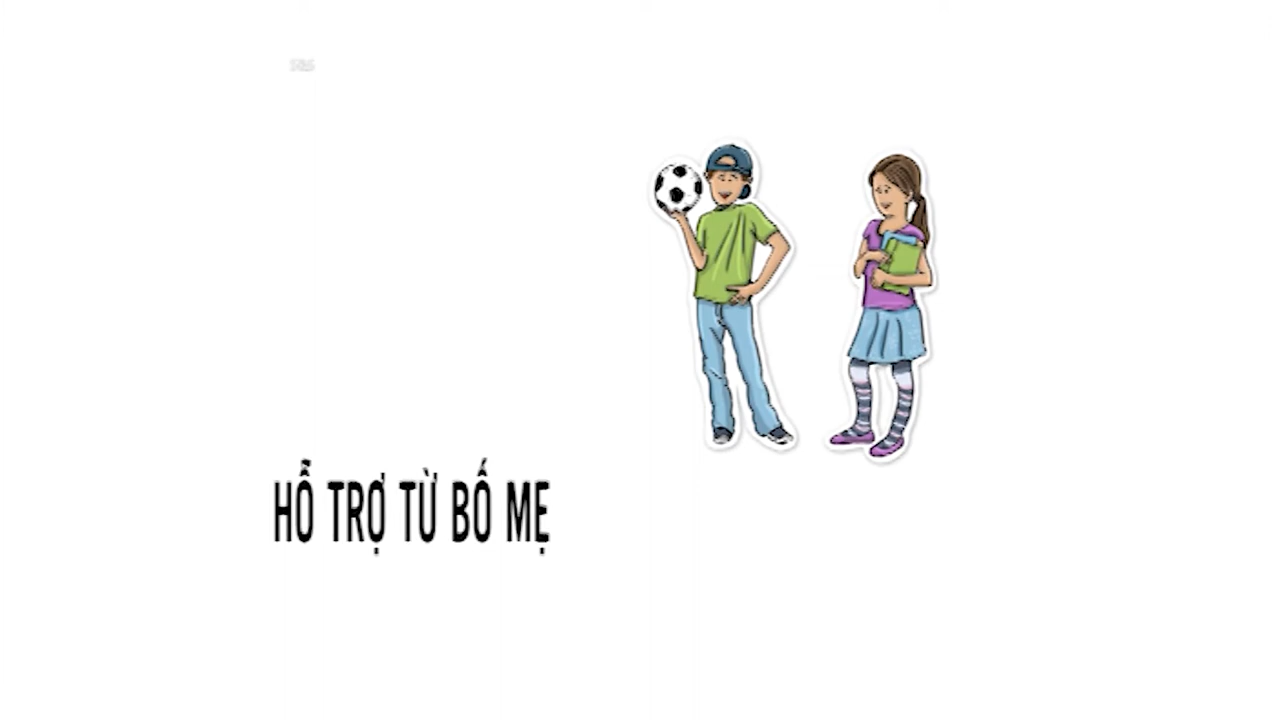 HỖ TRỢ TỪ BỐ MẸ